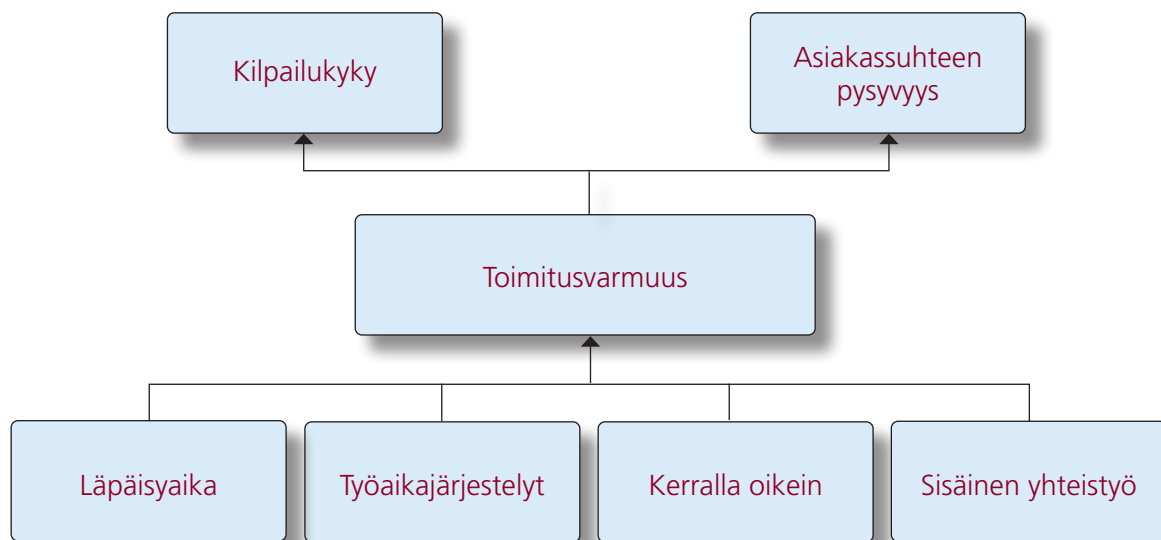 Kilpailukyky
Asiakassuhteen
pysyvyys
Toimitusvarmuus
Läpäisyaika
Työaikajärjestelyt
Kerralla oikein
Sisäinen yhteistyö